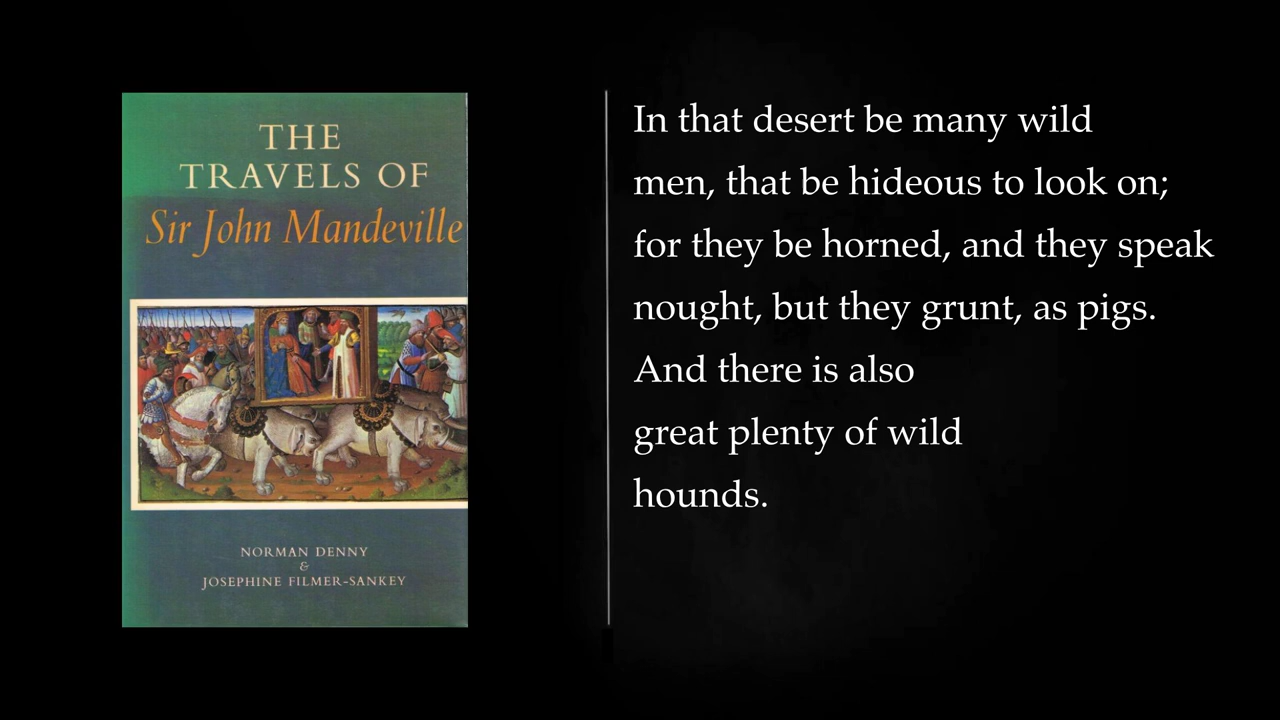 THE
TRAVELS OF
Sir John Mandeville
NORMAN DENNY
&
JOSEPHINE FILMER-SANKEY
In that desert be many wild
men, that be hideous to look on;
for they be horned, and they speak
nought, but they grunt, as pigs.
And there is also
great plenty of wild
hounds.